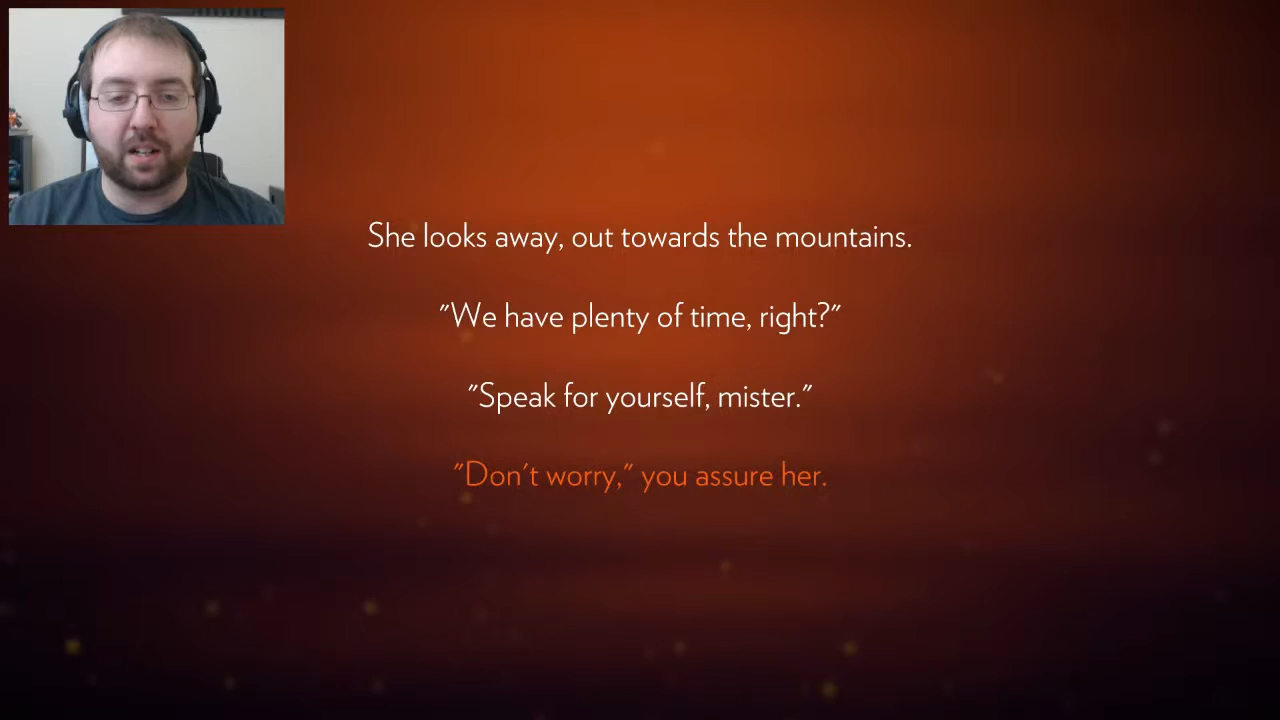 She looks away, out towards the mountains.
"We have plenty of time, right?"
"Speak for yourself, mister."
"Don't worry," you assure her.